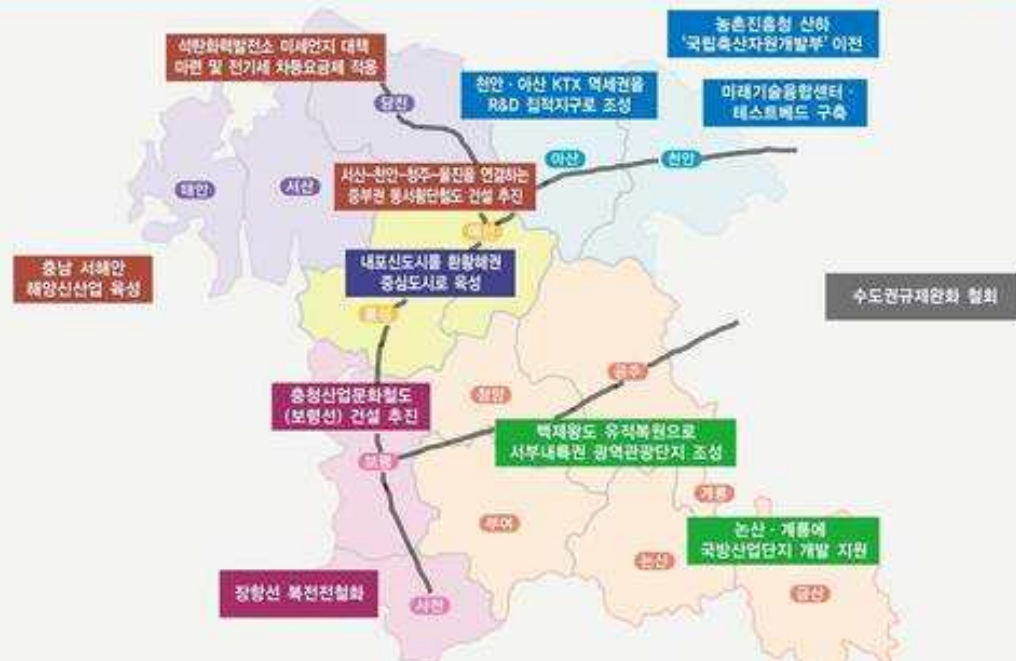 농촌진흥청 산하
'국립축산자원개발부' 이전
석탄화력발전소 미세먼지 대책
마련 및 전기세 차등요금제 적용
천안 · 아산 KTX 역세권을
R&D 집적지구로 조성
미래기술융합센터 ·
테스트베드 구축
당진
아산
천안
태안
서산
서산-천안-청주-울진을 연결하는
중부권 동서횡단철도 건설 추진
예산
충남 서해안
해양신산업 육성
내포신도시를 환황해권
중심도시로 육성
수도권규제완화 철회
홍성
공주
청양
충청산업문화철도
(보령선) 건설 추진
백제왕도 유적복원으로
서부내륙권 광역관광단지 조성
보령
계룡
부여
논산 · 계룡에
국방산업단지 개발 지원
논산
장항선 복전전철화
서천
금산